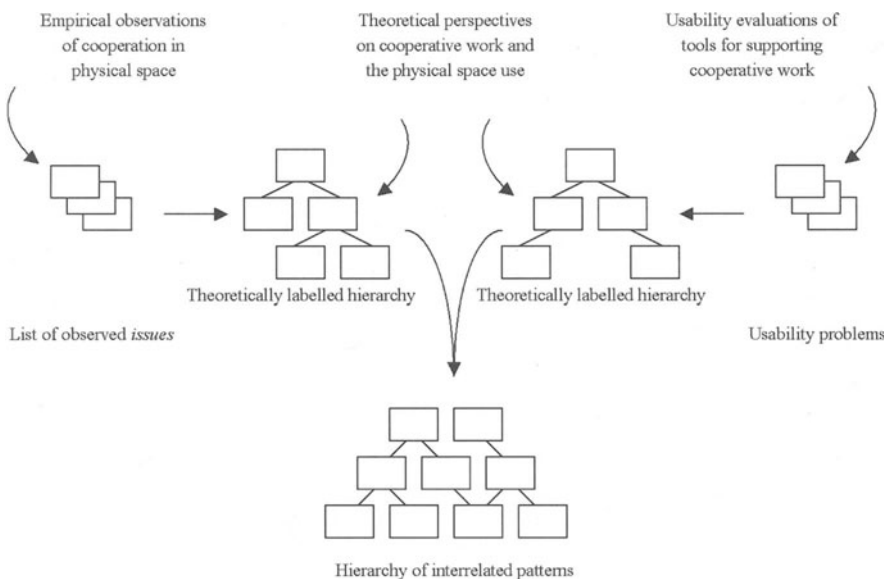 Empirical observations
of cooperation in
physical space
Theoretical perspectives
on cooperative work and
the physical space use
Usability evaluations of
tools for supporting
cooperative work
Theoretically labelled hierarchy
Theoretically labelled hierarchy
List of observed issues
Usability problems
Hierarchy of interrelated patterns